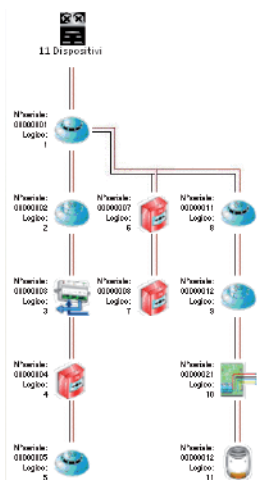 11 Dispositivi
N°seriale:
00000001
Logico:
1
N°seriale:
00000002
Logico:
2
N°seriale:
00000007
Logico:
6
N°seriale:
00000011
Logico:
8
N°seriale:
00000003
Logico:
3
N°seriale:
00000008
Logico:
7
N°seriale:
00000012
Logico:
9
N°seriale:
00000004
Logico:
4
N°seriale:
00000021
Logico:
10
N°seriale:
00000005
Logico:
5
N°seriale:
00000012
Logico:
11